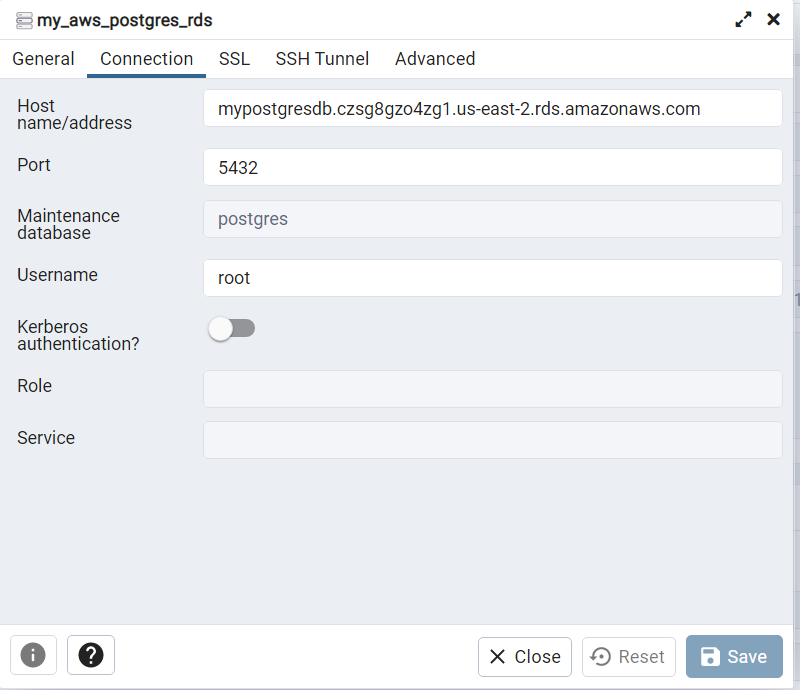 my_aws_postgres_rds
General Connection SSL SSH Tunnel Advanced
Host
name/address
mypostgresdb.czsg8gzo4zg1.us-east-2.rds.amazonaws.com
Port
5432
Maintenance
database
postgres
Username
root
Kerberos
authentication?
Role
Service
Close Reset Save